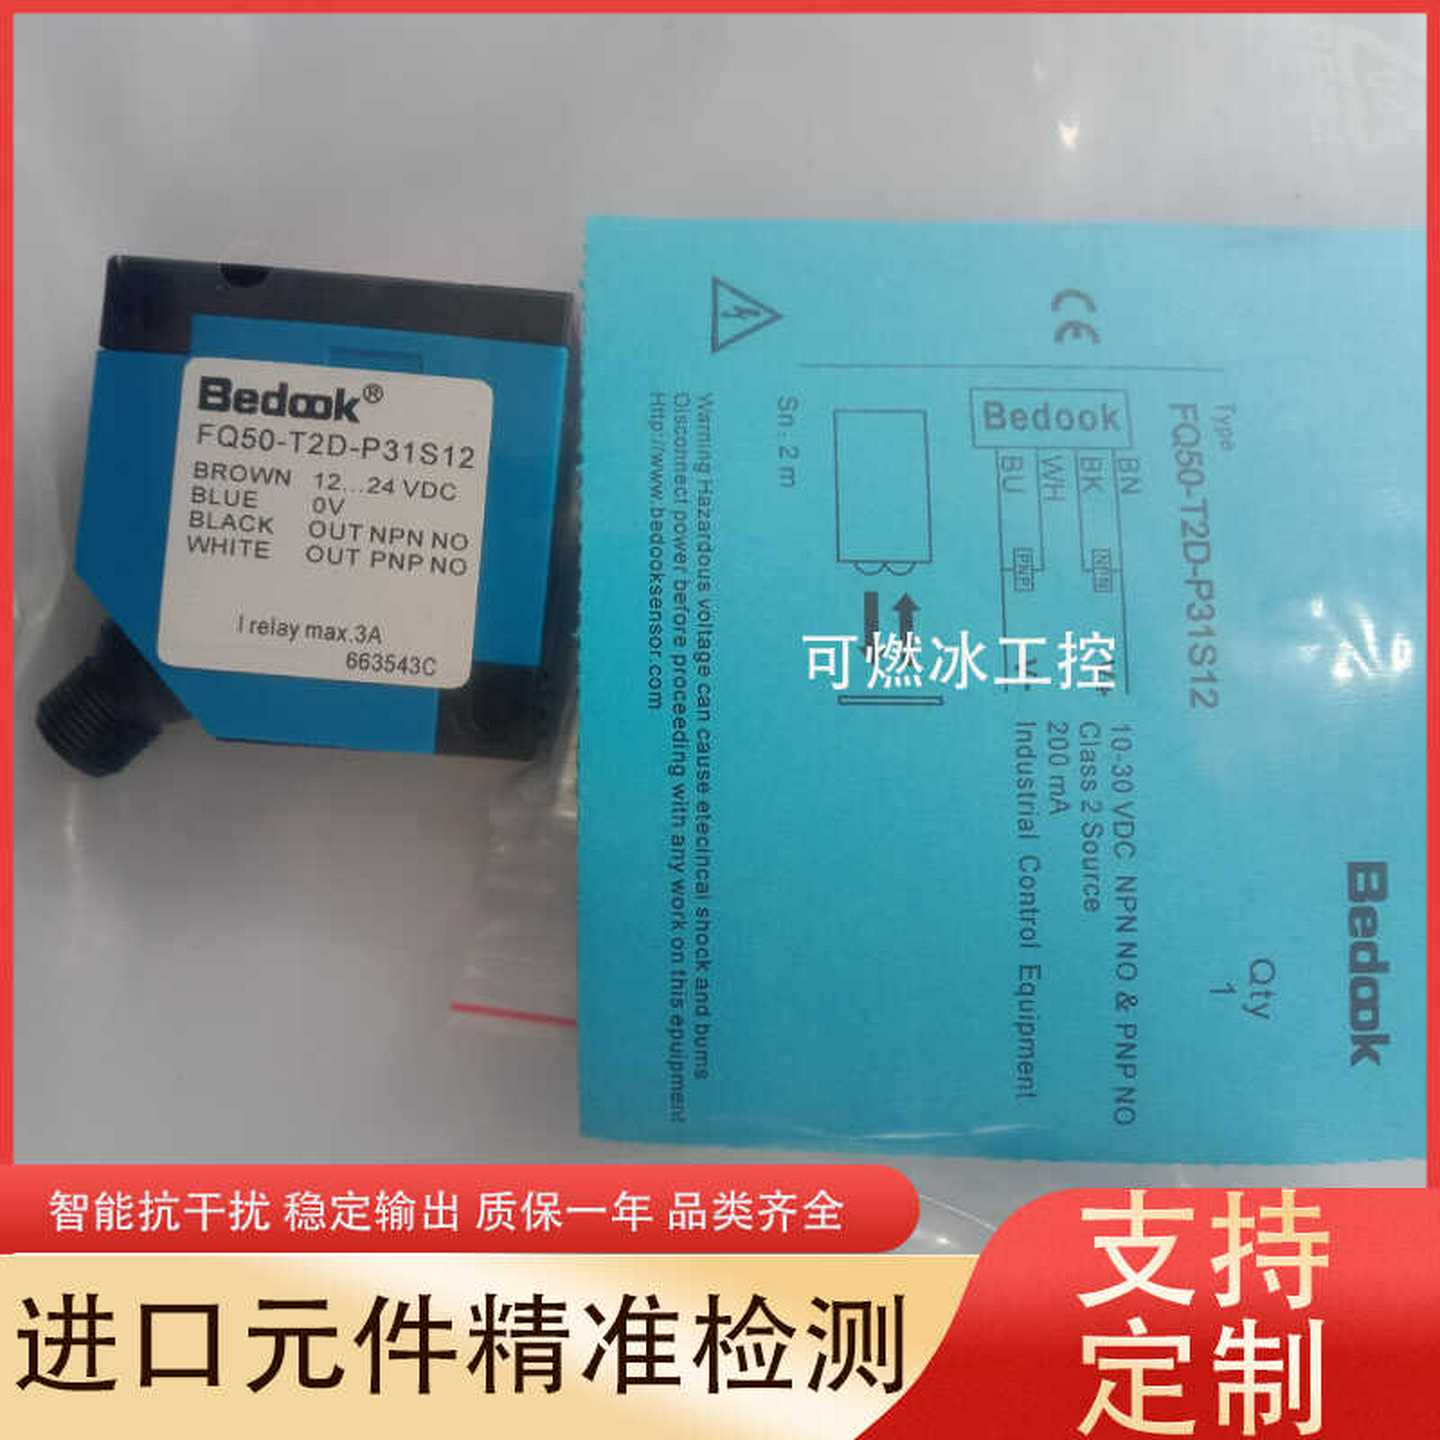 Bedook®
FQ50-T2D-P31S12
BROWN 12...24 VDC
BLUE 0V
BLACK OUT NPN NO
WHITE OUT PNP NO
I relay max.3A
663543C
Bedook
Qty
1
Type
FQ50-T2D-P31S12
CE
Bedook
BN
BK
WH
BU
NPN
PNP
10-30 VDC NPN NO & PNP NO
Class 2 Source
200 mA
Industrial Control Equipment
Sn : 2 m
Warning Hazardous voltage can cause etecincal shock and bums
Disconnect power before proceeding with any work on this epuipment
Http://www.bedooksensor.com
可燃冰工控
智能抗干扰 稳定输出 质保一年 品类齐全
进口元件精准检测
支持
定制